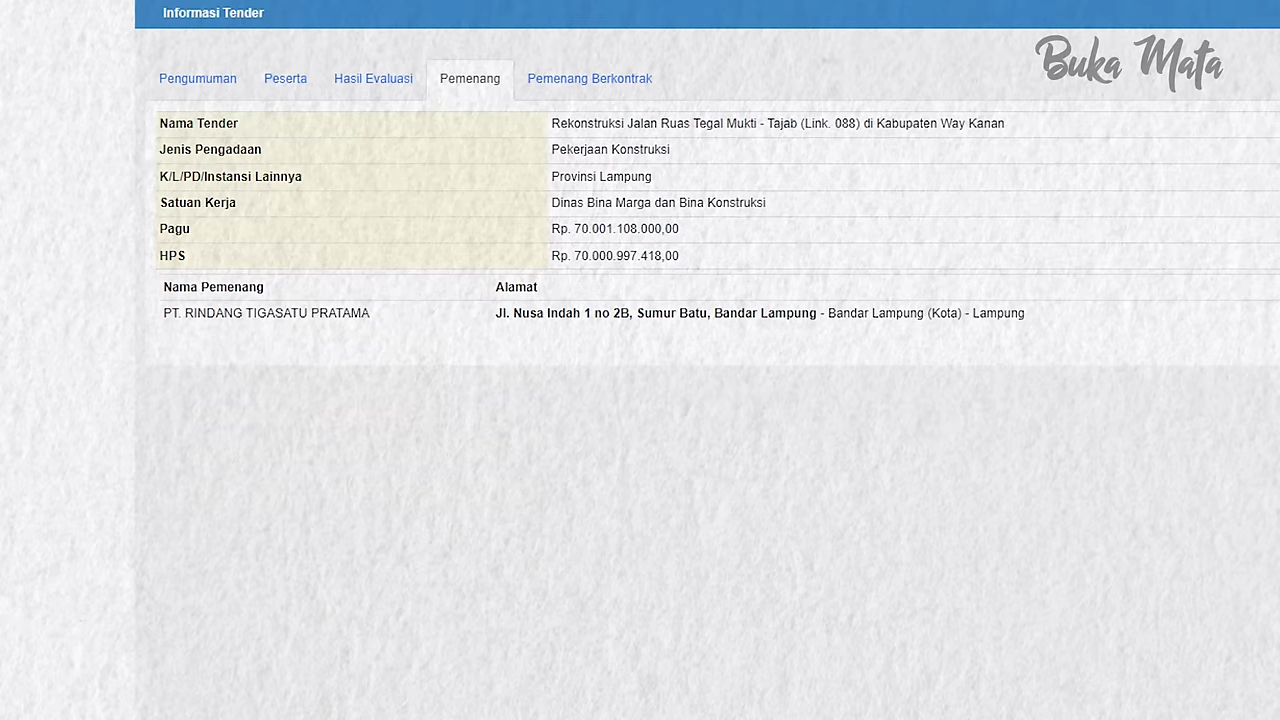 Informasi Tender
Buka Mata
Pengumuman Peserta Hasil Evaluasi Pemenang Pemenang Berkontrak
Nama Tender Rekonstruksi Jalan Ruas Tegal Mukti - Tajab (Link. 088) di Kabupaten Way Kanan
Jenis Pengadaan Pekerjaan Konstruksi
K/L/PD/Instansi Lainnya Provinsi Lampung
Satuan Kerja Dinas Bina Marga dan Bina Konstruksi
Pagu Rp. 70.001.108.000,00
HPS Rp. 70.000.997.418,00
Nama Pemenang Alamat
PT. RINDANG TIGASATU PRATAMA Jl. Nusa Indah 1 no 2B, Sumur Batu, Bandar Lampung - Bandar Lampung (Kota) - Lampung